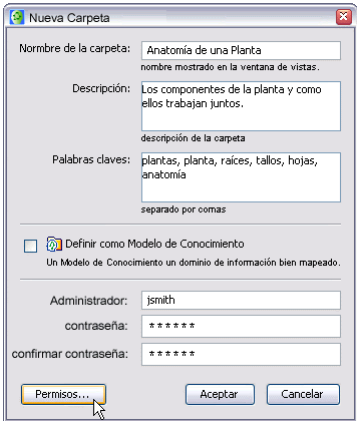 Nueva Carpeta
Normbre de la carpeta: Anatomía de una Planta
nombre mostrado en la ventana de vistas.
Descripción: Los componentes de la planta y como
ellos trabajan juntos.
descripción de la carpeta
Palabras claves: plantas, planta, raíces, tallos, hojas,
anatomía
separado por comas
Definir como Modelo de Conocimiento
Un Modelo de Conocimiento un dominio de información bien mapeado.
Administrador: jsmith
contraseña: ******
confirmar contraseña: ******
Permisos... Aceptar Cancelar